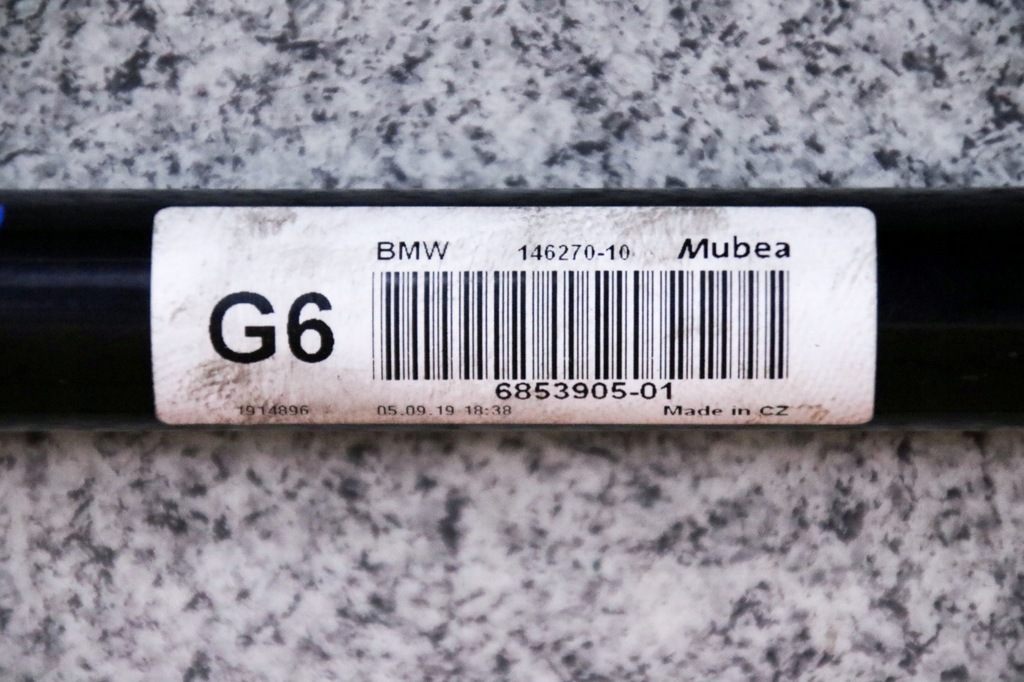 BMW 146270-10 Mubea
G6
6853905-01
1914896 05.09.19 18:38 Made in CZ